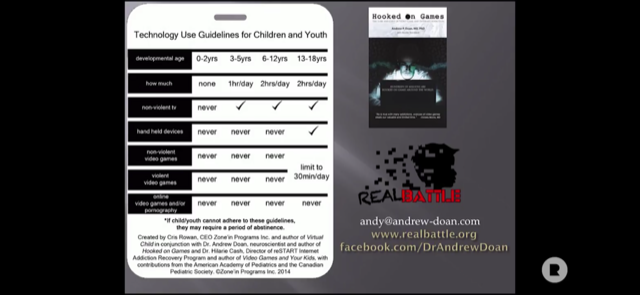 Technology Use Guidelines for Children and Youth
developmental age 0-2yrs 3-5yrs 6-12yrs 13-18yrs
how much none 1hr/day 2hrs/day 2hrs/day
non-violent tv never ✓ ✓ ✓
hand held devices never never never ✓
non-violent
video games never never never
limit to
30min/day
violent
video games never never never
online
video games and/or
pornography never never never never
*If child/youth cannot adhere to these guidelines,
they may require a period of abstinence.
Created by Cris Rowan, CEO Zone'in Programs Inc. and author of Virtual
Child in conjunction with Dr. Andrew Doan, neuroscientist and author of
Hooked on Games and Dr. Hilarie Cash, Director of reSTART Internet
Addiction Recovery Program and author of Video Games and Your Kids, with
contributions from the American Academy of Pediatrics and the Canadian
Pediatric Society. ©Zone'in Programs Inc. 2014
Hooked on Games
REALBATTLE
andy@andrew-doan.com
www.realbattle.org
facebook.com/DrAndrewDoan
R